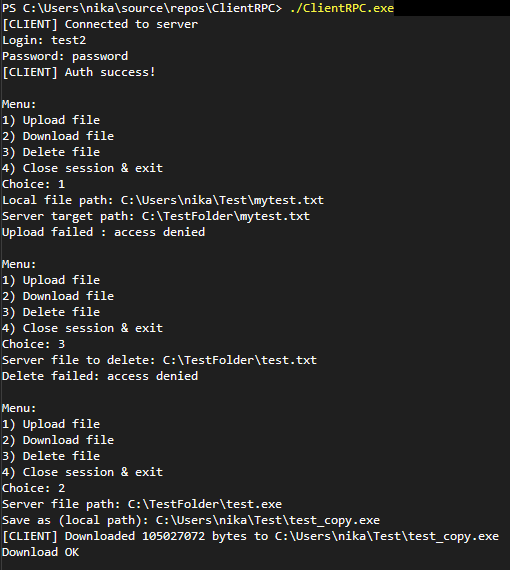 PS C:\Users\nika\source\repos\ClientRPC> ./ClientRPC.exe
[CLIENT] Connected to server
Login: test2
Password: password
[CLIENT] Auth success!
Menu:
1) Upload file
2) Download file
3) Delete file
4) Close session & exit
Choice: 1
Local file path: C:\Users\nika\Test\mytest.txt
Server target path: C:\TestFolder\mytest.txt
Upload failed : access denied
Menu:
1) Upload file
2) Download file
3) Delete file
4) Close session & exit
Choice: 3
Server file to delete: C:\TestFolder\test.txt
Delete failed: access denied
Menu:
1) Upload file
2) Download file
3) Delete file
4) Close session & exit
Choice: 2
Server file path: C:\TestFolder\test.exe
Save as (local path): C:\Users\nika\Test\test_copy.exe
[CLIENT] Downloaded 105027072 bytes to C:\Users\nika\Test\test_copy.exe
Download OK